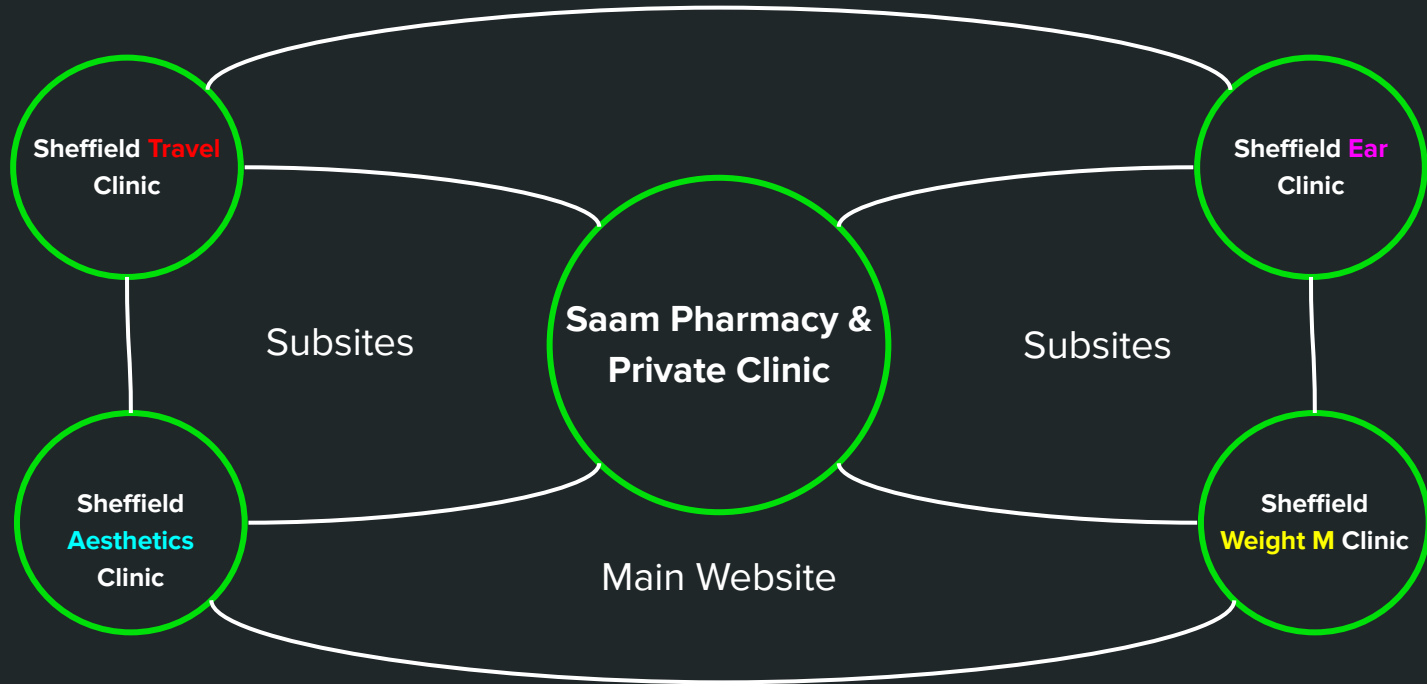 Sheffield Travel
Clinic
Sheffield Ear
Clinic
Saam Pharmacy &
Private Clinic
Subsites
Subsites
Sheffield
Aesthetics
Clinic
Sheffield
Weight M Clinic
Main Website